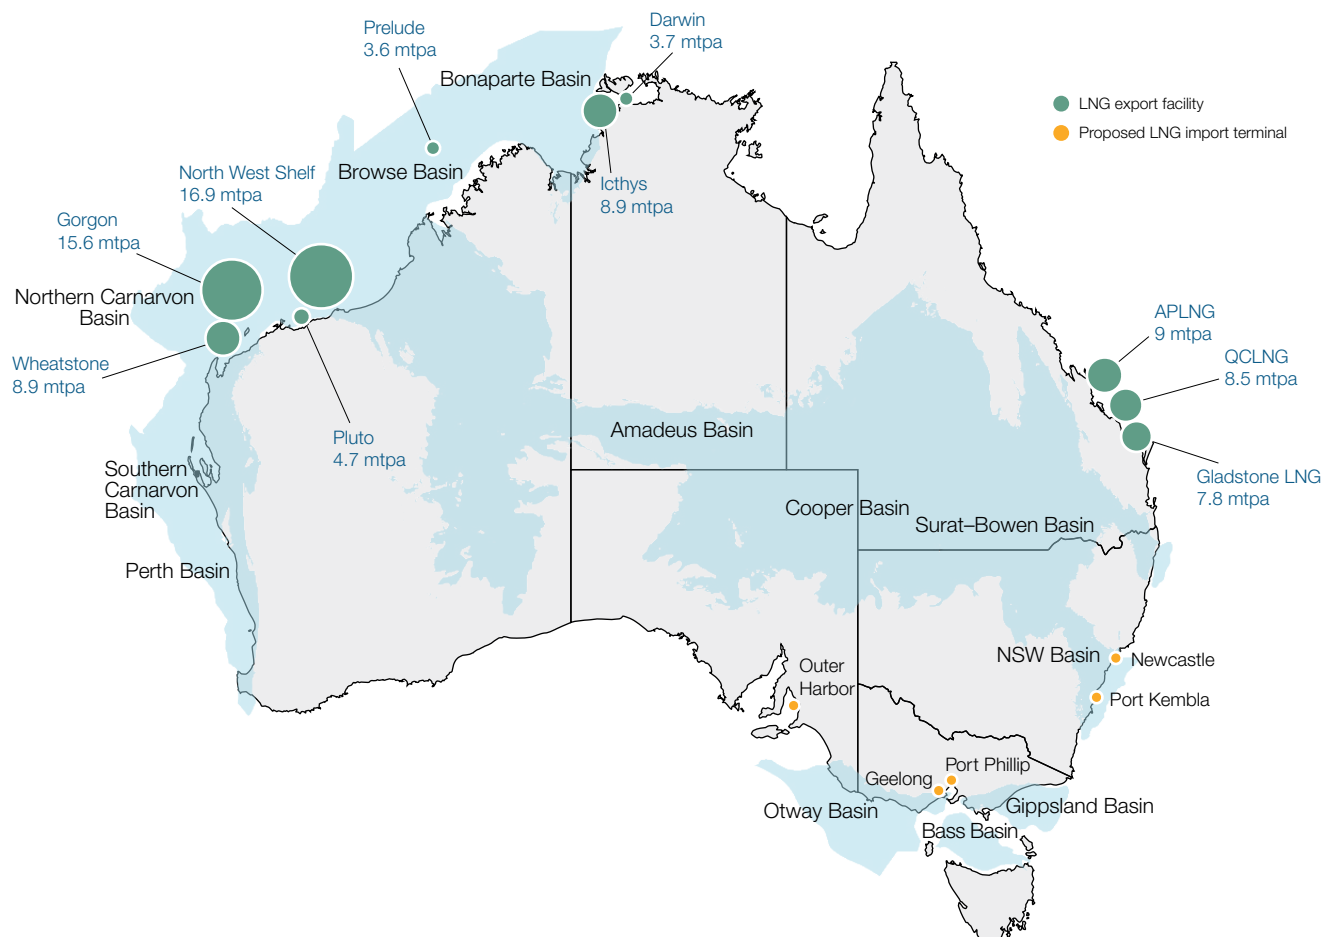 Prelude
3.6 mtpa
Darwin
3.7 mtpa
Bonaparte Basin
LNG export facility
Proposed LNG import terminal
North West Shelf
16.9 mtpa
Browse Basin
Icthys
8.9 mtpa
Gorgon
15.6 mtpa
Northern Carnarvon
Basin
Wheatstone
8.9 mtpa
APLNG
9 mtpa
QCLNG
8.5 mtpa
Pluto
4.7 mtpa
Amadeus Basin
Gladstone LNG
7.8 mtpa
Southern
Carnarvon
Basin
Cooper Basin
Surat–Bowen Basin
Perth Basin
NSW Basin
Newcastle
Outer
Harbor
Port Kembla
Port Phillip
Geelong
Otway Basin
Gippsland Basin
Bass Basin